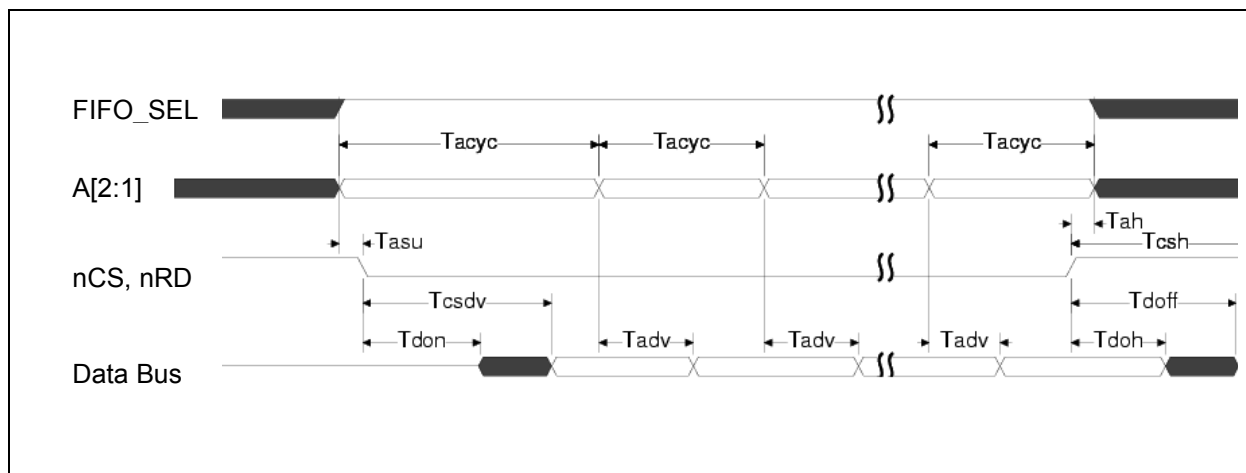 FIFO_SEL
Tacyc Tacyc Tacyc
A[2:1]
Tah
Tasu Tcsh
nCS, nRD
Tcsdv Tdoff
Tdon Tadv Tadv Tadv Tdoh
Data Bus